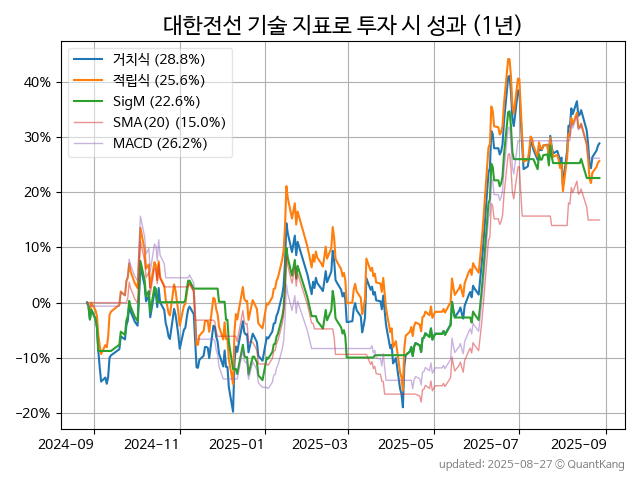 대한전선 기술 지표로 투자 시 성과 (1년)
거치식 (28.8%)
적립식 (25.6%)
SigM (22.6%)
SMA(20) (15.0%)
MACD (26.2%)
40%
30%
20%
10%
0%
−10%
−20%
2024-09 2024-11 2025-01 2025-03 2025-05 2025-07 2025-09
updated: 2025-08-27 © QuantKang